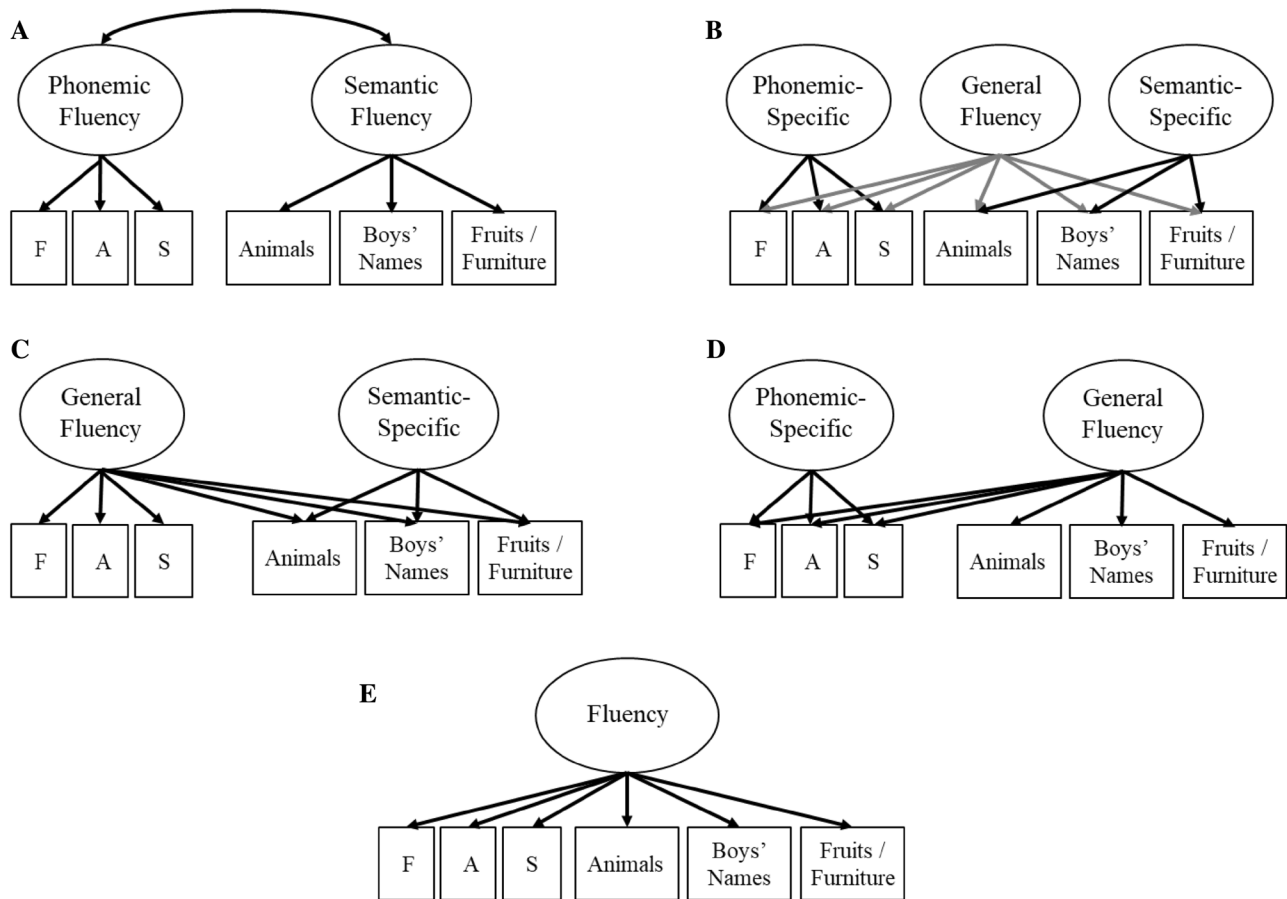 A
Phonemic
Fluency
Semantic
Fluency
F
A
S
Animals
Boys’
Names
Fruits /
Furniture
B
Phonemic-
Specific
General
Fluency
Semantic-
Specific
F
A
S
Animals
Boys’
Names
Fruits /
Furniture
C
General
Fluency
Semantic-
Specific
F
A
S
Animals
Boys’
Names
Fruits /
Furniture
D
Phonemic-
Specific
General
Fluency
F
A
S
Animals
Boys’
Names
Fruits /
Furniture
E
Fluency
F
A
S
Animals
Boys’
Names
Fruits /
Furniture